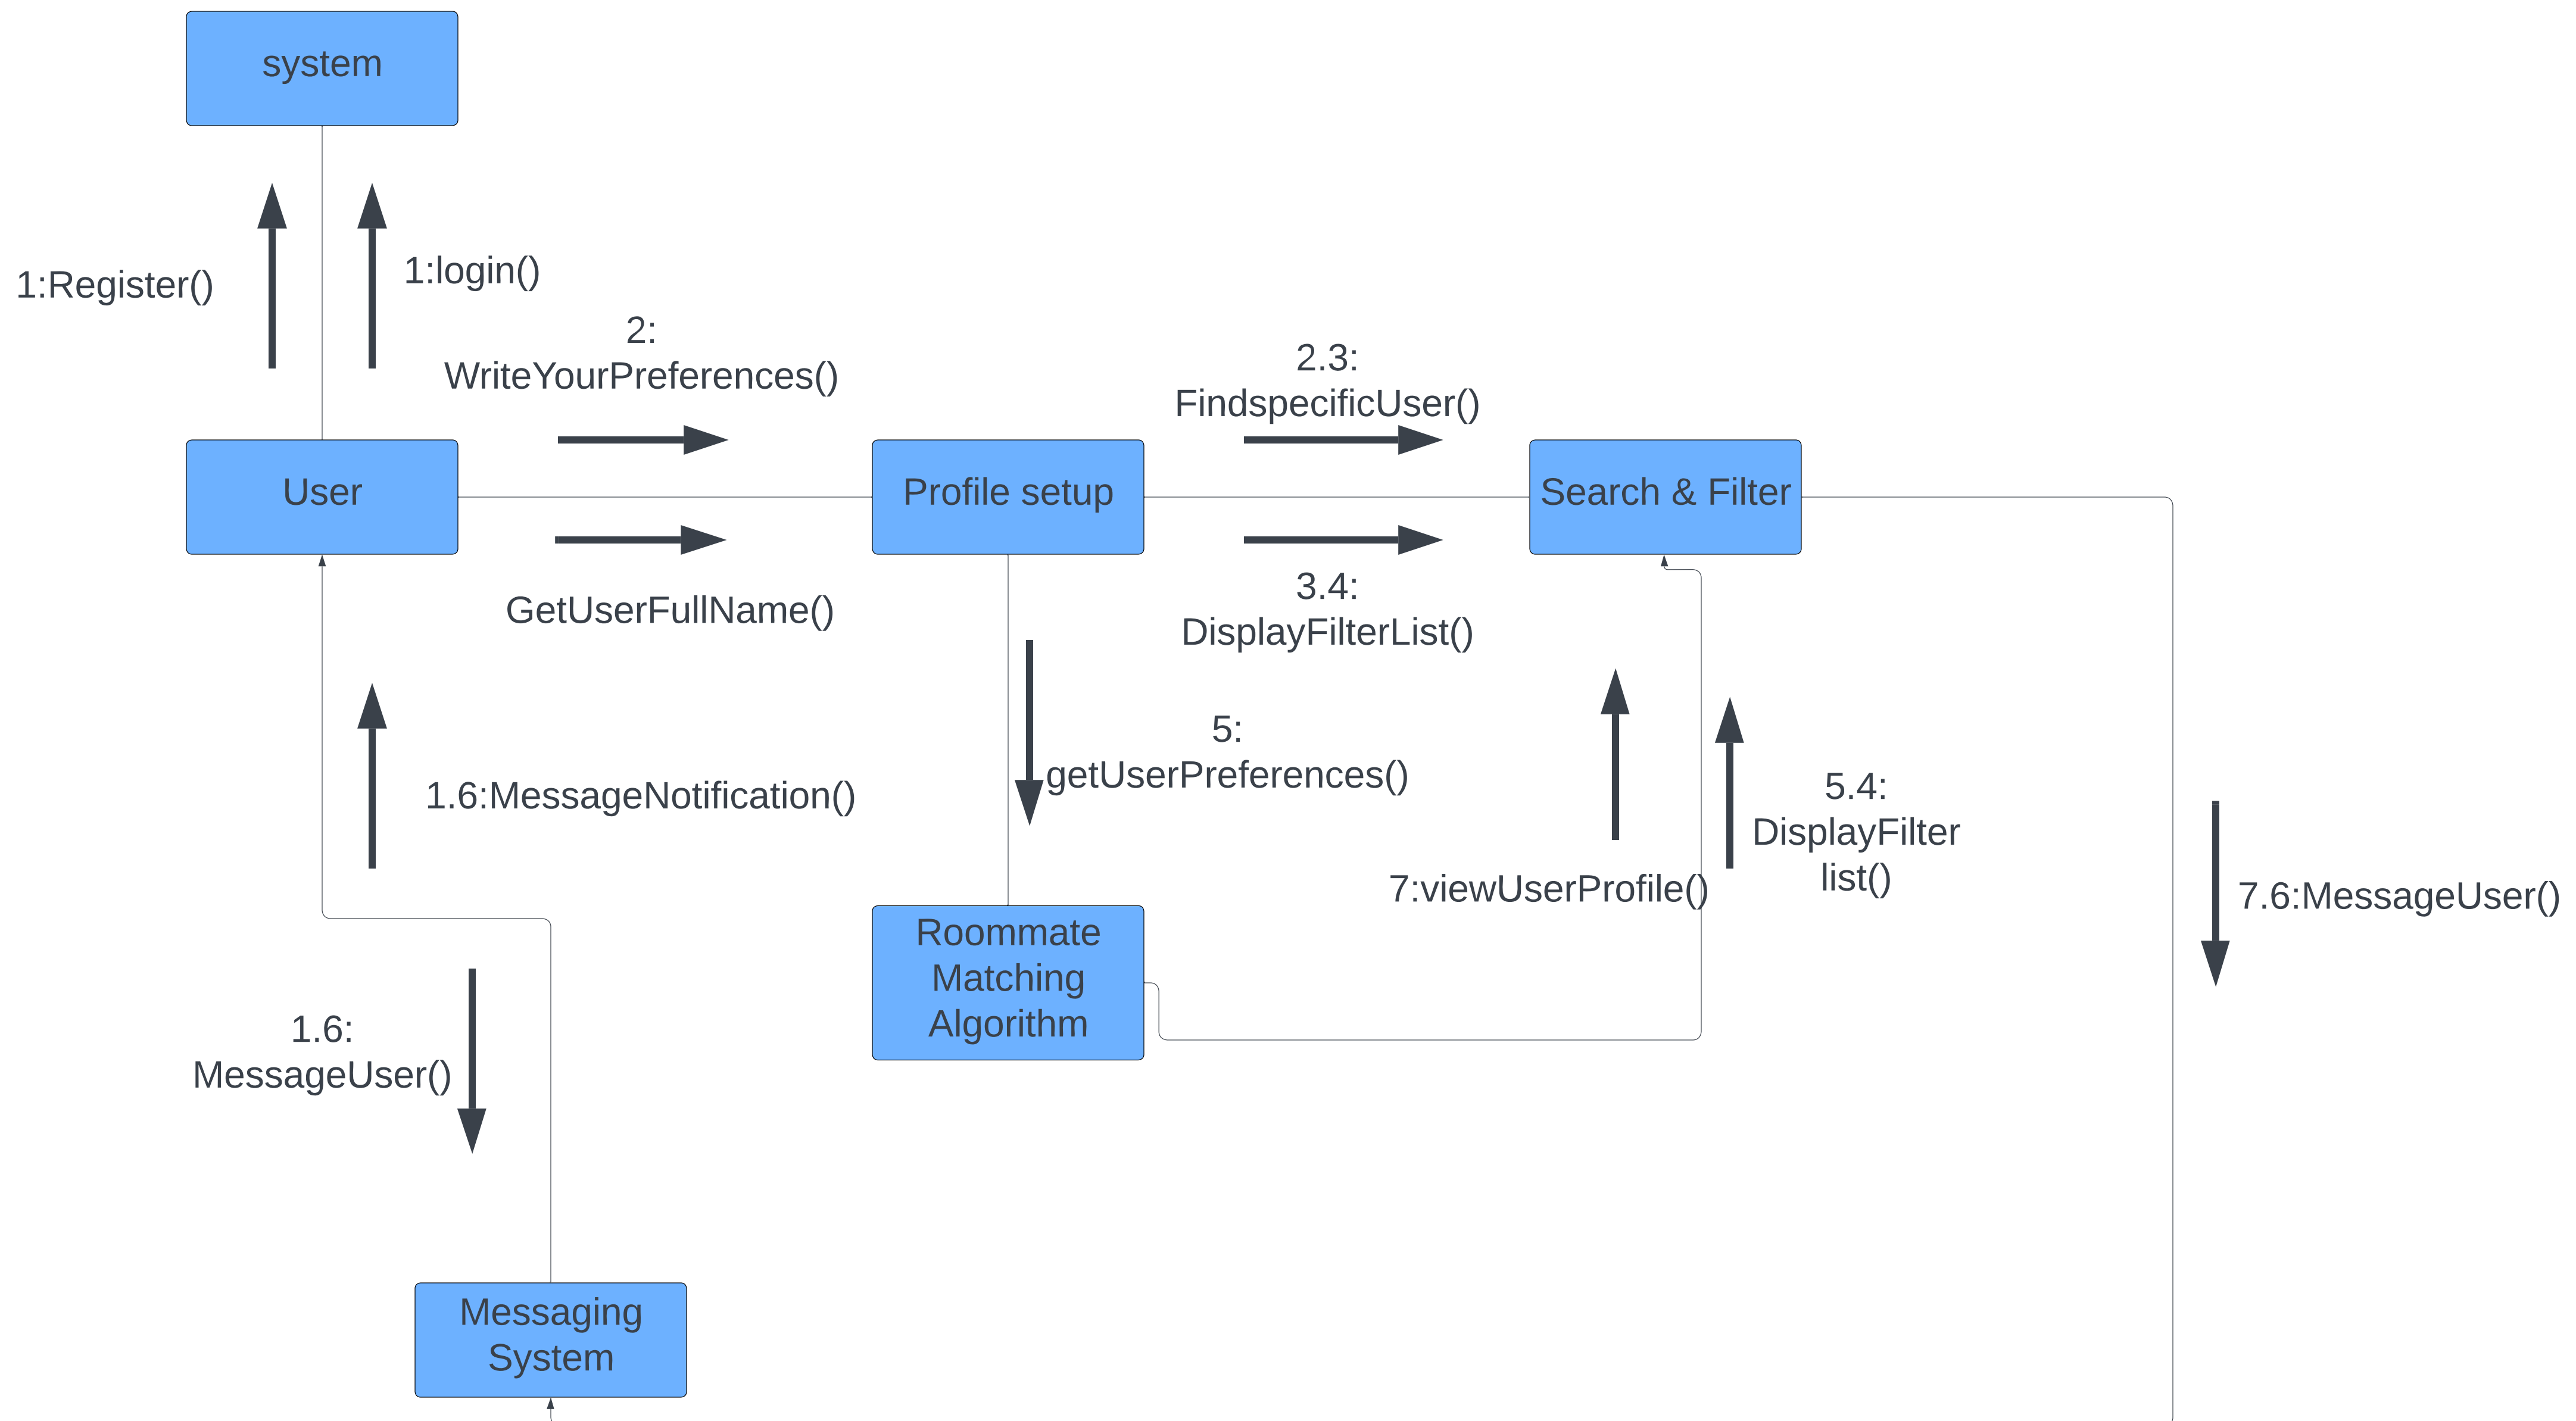 system
1:Register()
1:login()
2:
WriteYourPreferences()
2.3:
FindspecificUser()
User
Profile setup
Search & Filter
GetUserFullName()
3.4:
DisplayFilterList()
5:
getUserPreferences()
1.6:MessageNotification()
5.4:
DisplayFilter
list()
7:viewUserProfile()
7.6:MessageUser()
Roommate
Matching
Algorithm
1.6:
MessageUser()
Messaging
System